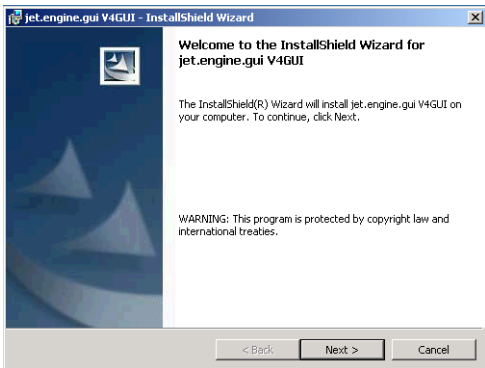 jet.engine.gui V4GUI - InstallShield Wizard
Welcome to the InstallShield Wizard for
jet.engine.gui V4GUI
The InstallShield(R) Wizard will install jet.engine.gui V4GUI on
your computer. To continue, click Next.
WARNING: This program is protected by copyright law and
international treaties.
< Back
Next >
Cancel